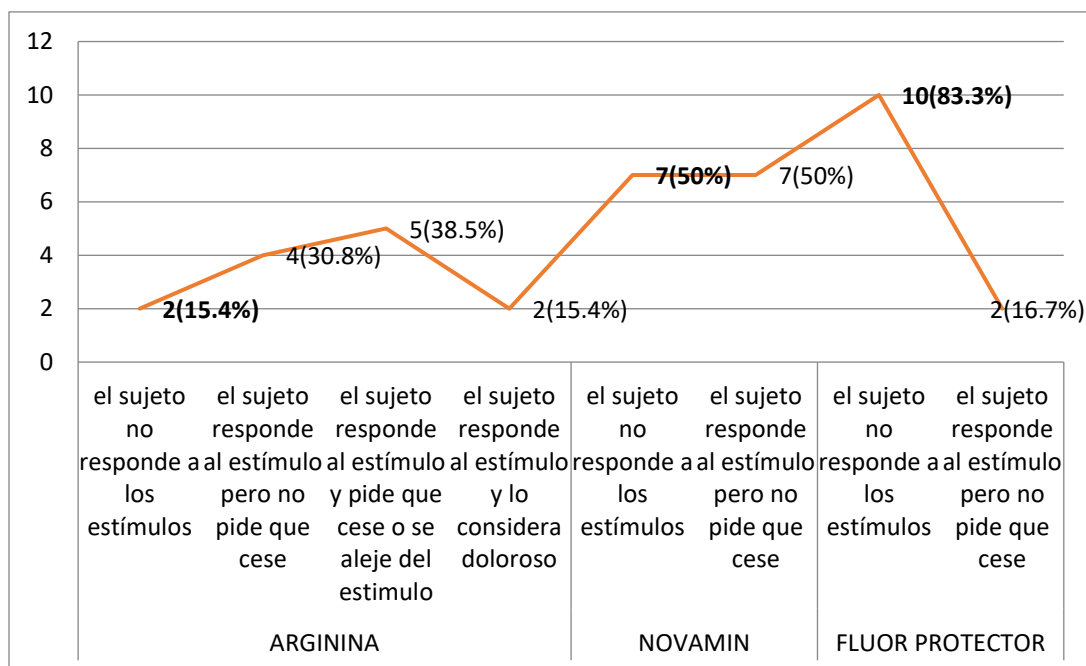 12
10
8
6
4
2
0
2(15.4%)
4(30.8%)
5(38.5%)
2(15.4%)
7(50%)
7(50%)
10(83.3%)
2(16.7%)
el sujeto
no
responde a
los
estímulos
el sujeto
responde
al estímulo
pero no
pide que
cese
el sujeto
responde
al estímulo
y pide que
cese o se
aleje del
estimulo
el sujeto
responde
al estímulo
y lo
considera
doloroso
el sujeto
no
responde a
los
estímulos
el sujeto
responde
al estímulo
pero no
pide que
cese
el sujeto
no
responde a
los
estímulos
el sujeto
responde
al estímulo
pero no
pide que
cese
ARGININA
NOVAMIN
FLUOR PROTECTOR